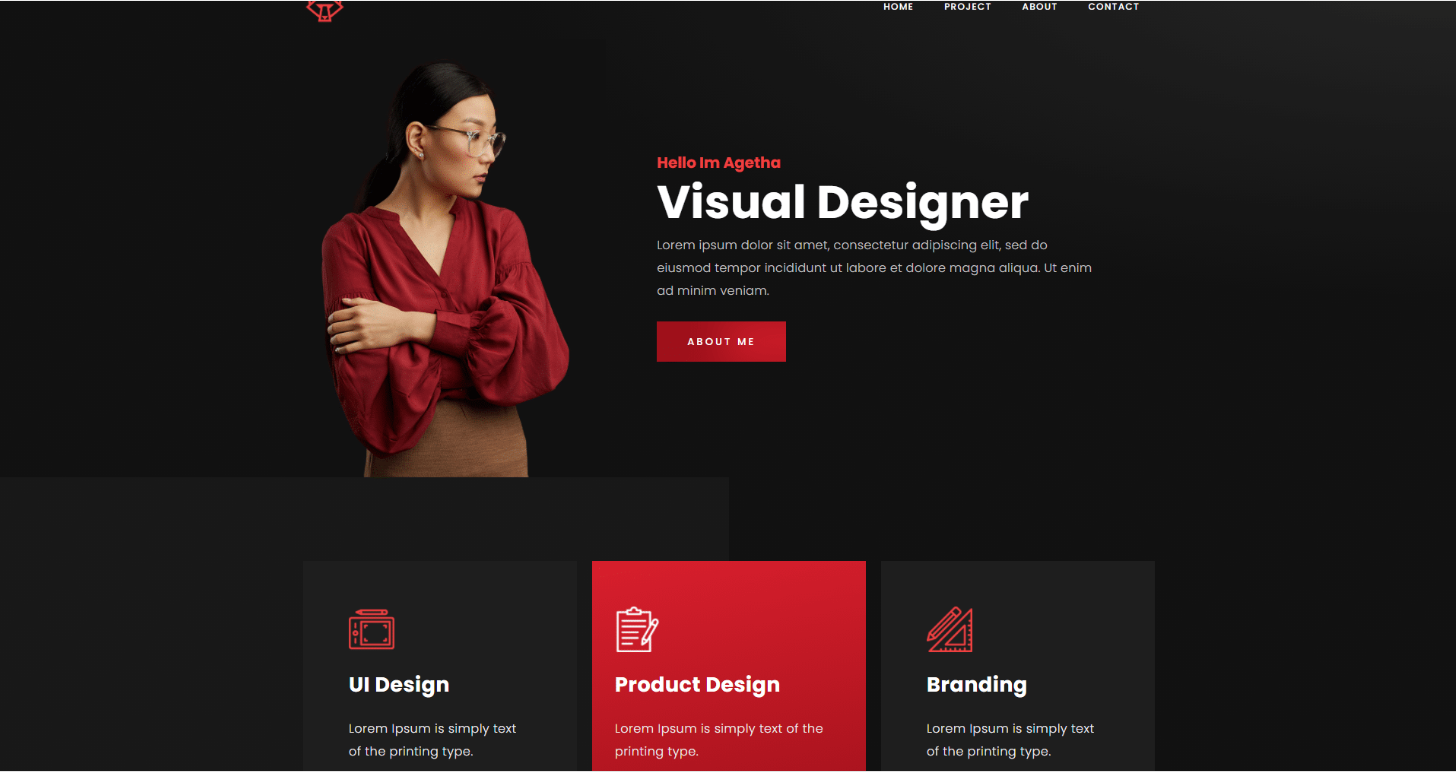 HOME PROJECT ABOUT CONTACT
Hello Im Agetha
Visual Designer
Lorem ipsum dolor sit amet, consectetur adipiscing elit, sed do
eiusmod tempor incididunt ut labore et dolore magna aliqua. Ut enim
ad minim veniam.
ABOUT ME
UI Design
Lorem Ipsum is simply text
of the printing type.
Product Design
Lorem Ipsum is simply text of the
printing type.
Branding
Lorem Ipsum is simply text
of the printing type.